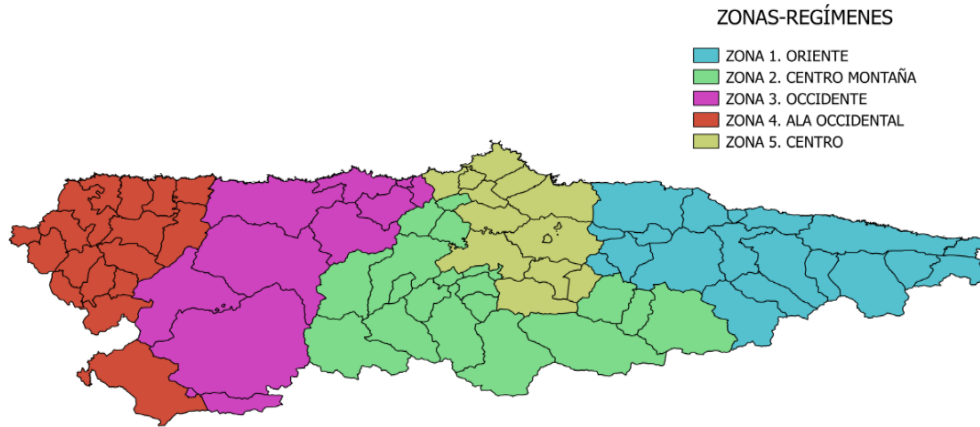 ZONAS-REGÍMENES
ZONA 1. ORIENTE
ZONA 2. CENTRO MONTAÑA
ZONA 3. OCCIDENTE
ZONA 4. ALA OCCIDENTAL
ZONA 5. CENTRO